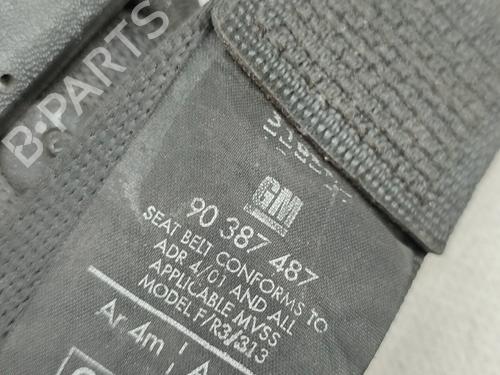 B-PARTS
GM
90 387 487
SEAT BELT CONFORMS TO
ADR 4/01 AND ALL
APPLICABLE MVSS
MODEL F/R3/313
Ar 4m